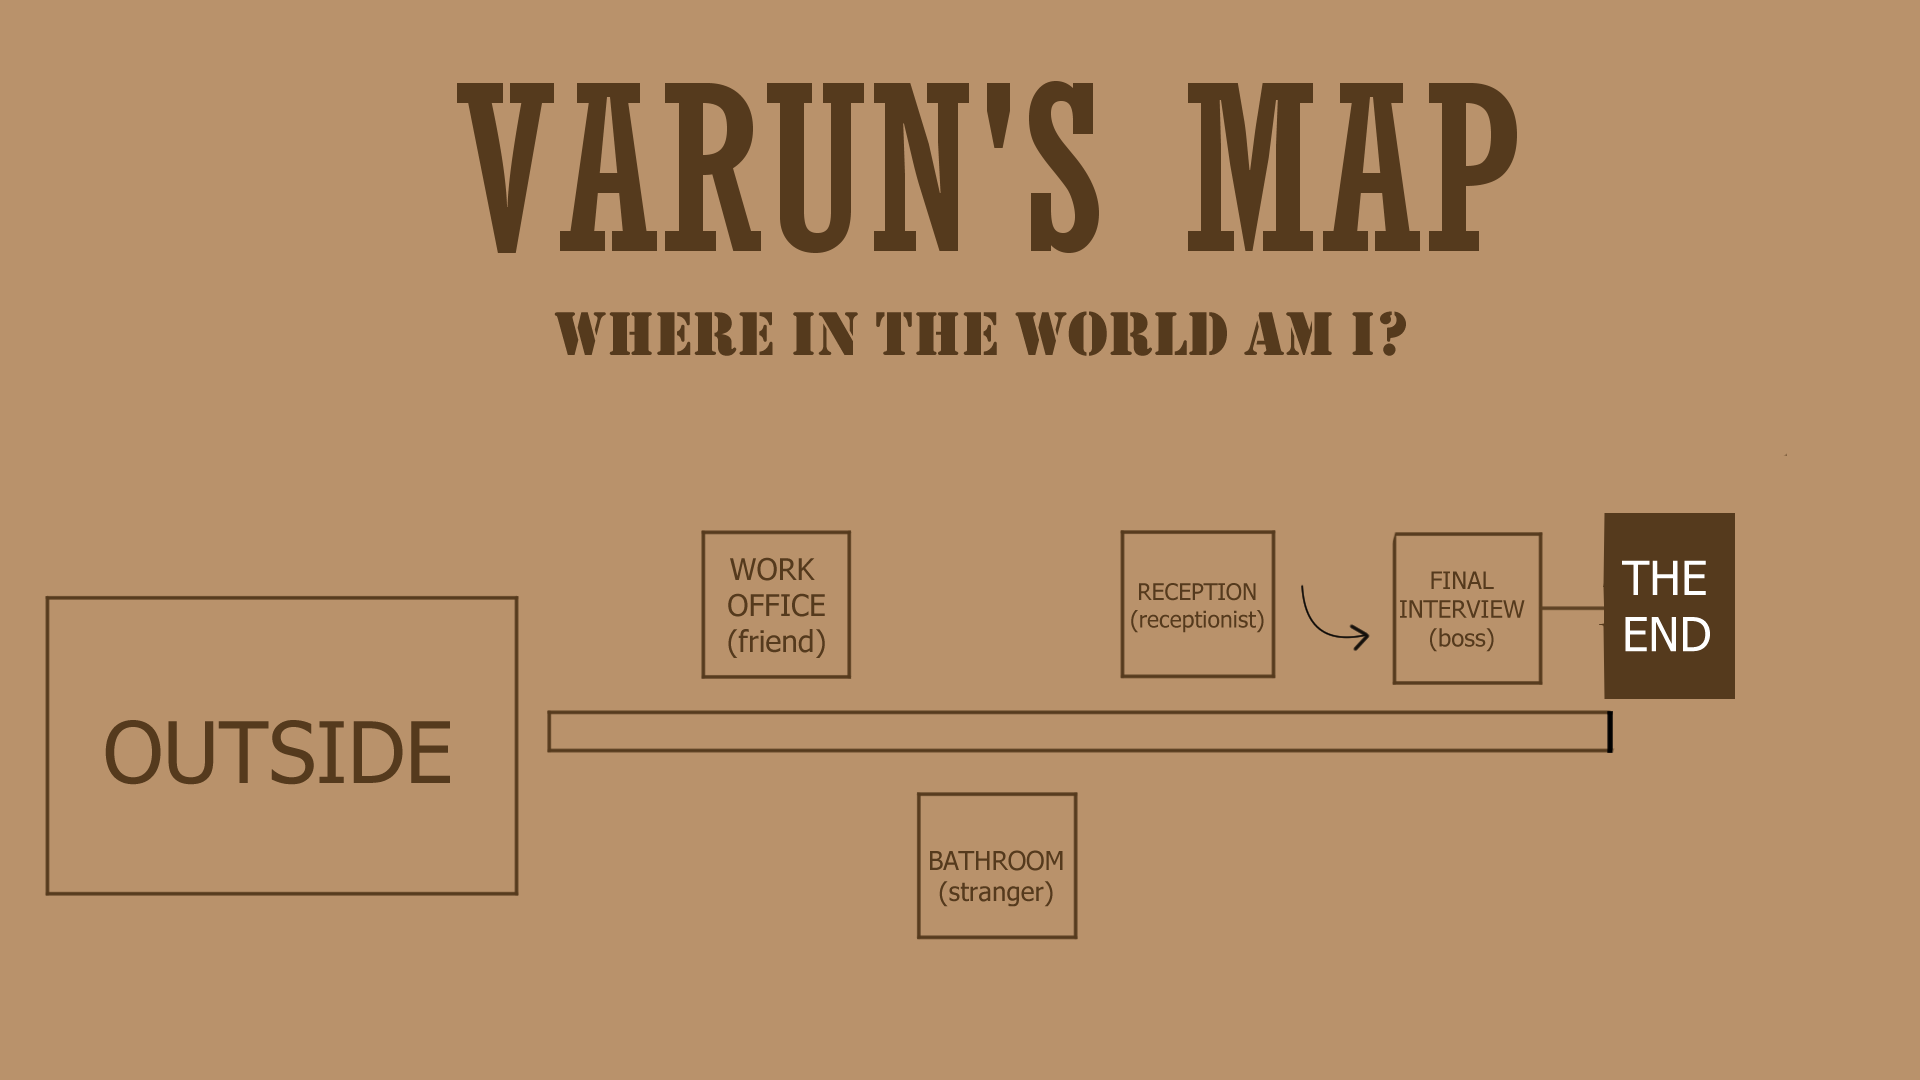 VARUN'S MAP
WHERE IN THE WORLD AM I?
OUTSIDE
WORK
OFFICE
(friend)
BATHROOM
(stranger)
RECEPTION
(receptionist)
FINAL
INTERVIEW
(boss)
THE
END